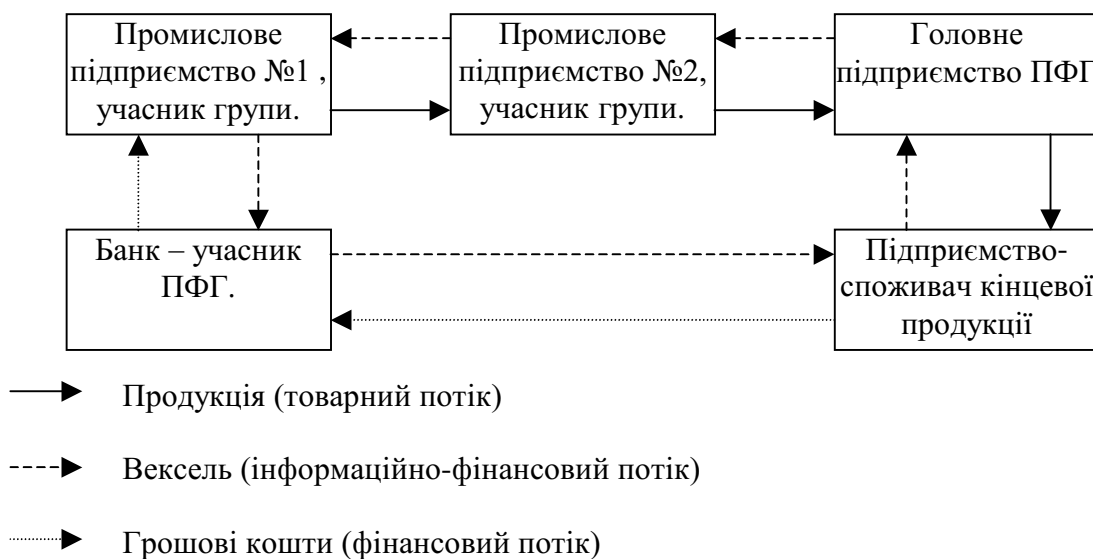 Промислове
підприємство №1 ,
учасник групи.
Промислове
підприємство №2,
учасник групи.
Головне
підприємство ПФГ
Банк – учасник
ПФГ.
Підприємство-
споживач кінцевої
продукції
Продукція (товарний потік)
Вексель (інформаційно-фінансовий потік)
Грошові кошти (фінансовий потік)